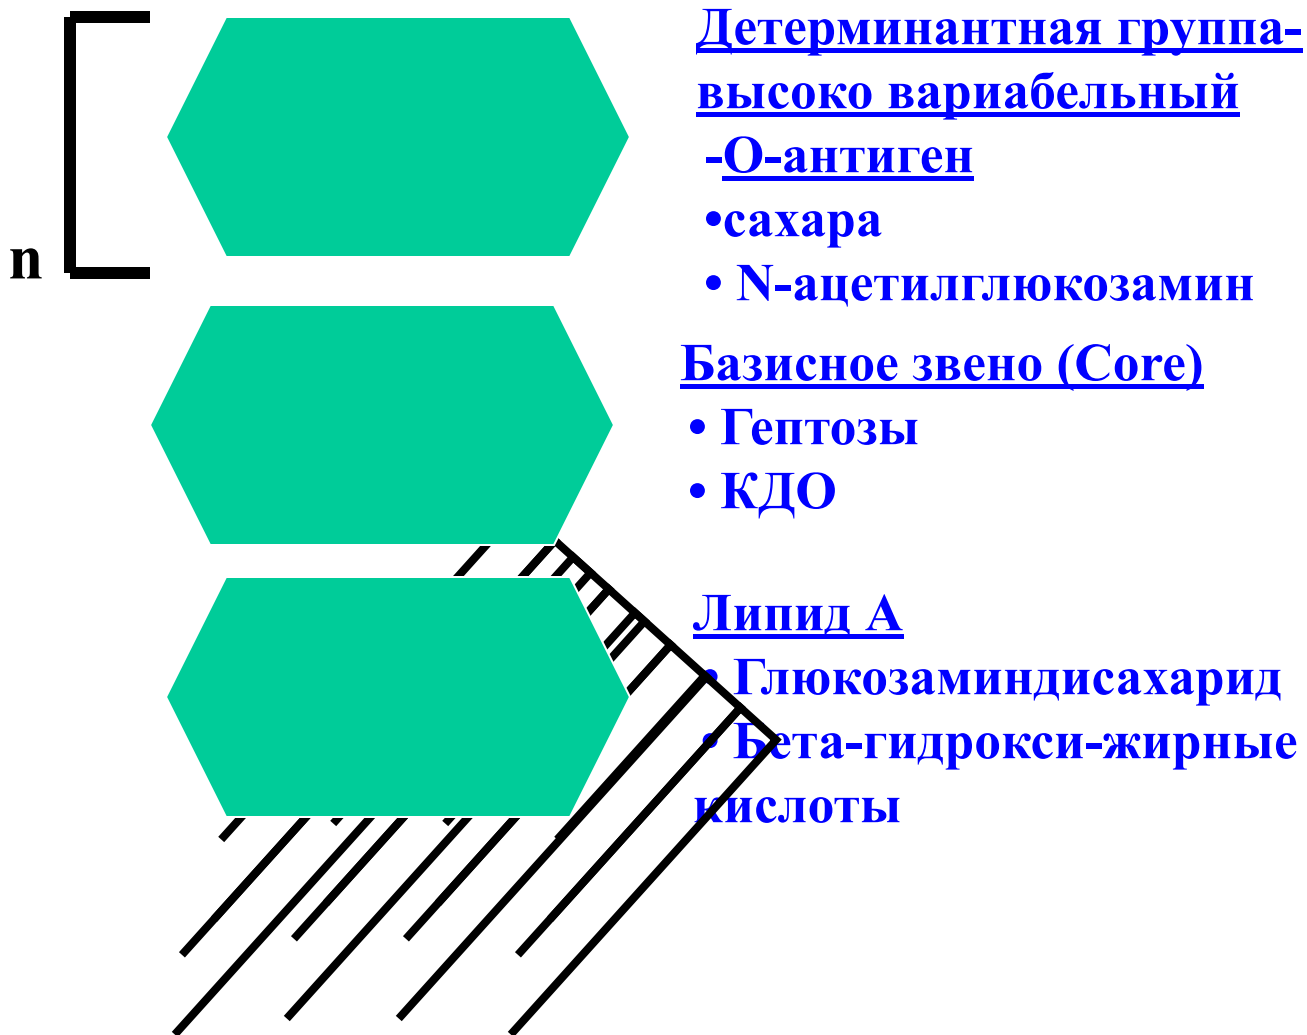 Детерминантная группа-
высоко вариабельный
-О-антиген
•сахара
n
• N-ацетилглюкозамин
Базисное звено (Core)
• Гептозы
• КДО
Липид А
• Глюкозаминдисахарид
• Бета-гидрокси-жирные
кислоты